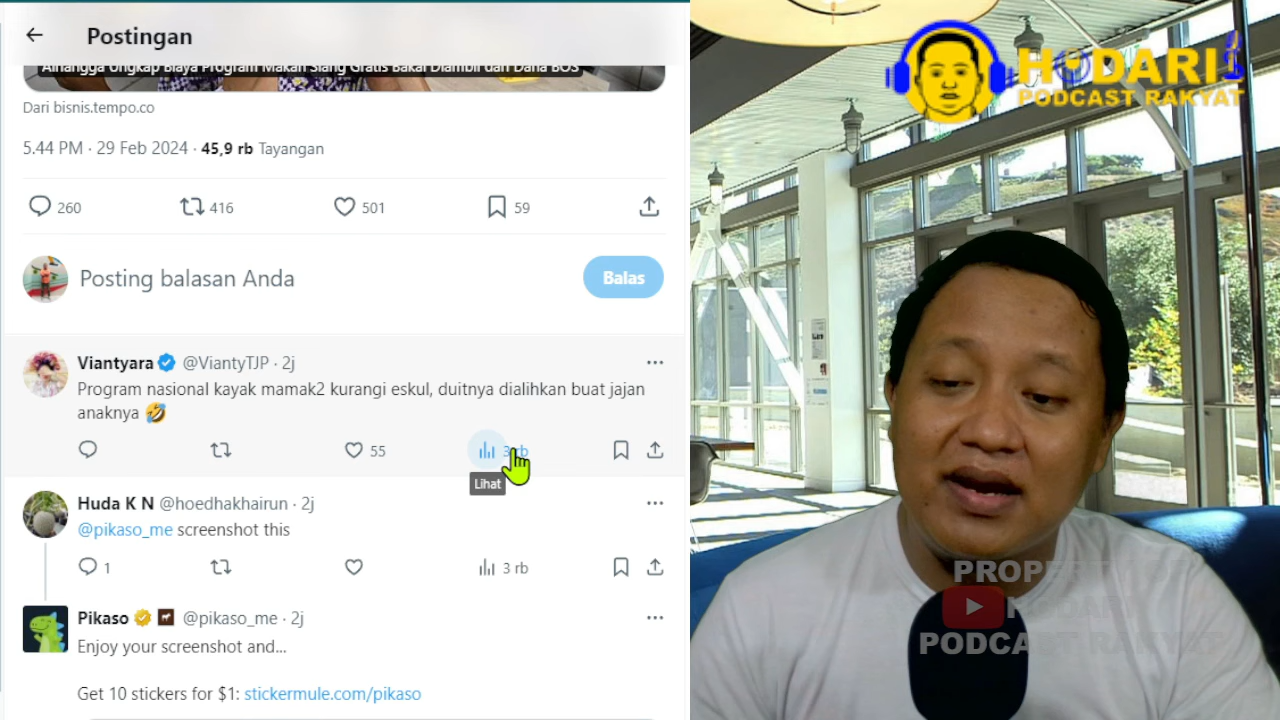 Postingan
Airlangga Ungkap Biaya Program Makan Siang Gratis Bakal Diambil dari Dana BOS
Dari bisnis.tempo.co
5.44 PM · 29 Feb 2024 · 45,9 rb Tayangan
260 416 501 59
Posting balasan Anda
Balas
Viantyara @ViantyTJP · 2j
Program nasional kayak mamak2 kurangi eskul, duitnya dialihkan buat jajan
anaknya 🤣
55 3 rb
Lihat
Huda K N @hoedhakhairun · 2j
@pikaso_me screenshot this
1 3 rb
Pikaso @pikaso_me · 2j
Enjoy your screenshot and...
Get 10 stickers for $1: stickermule.com/pikaso
HODARI
PODCAST RAKYAT
HODARI
PODCAST RAKYAT